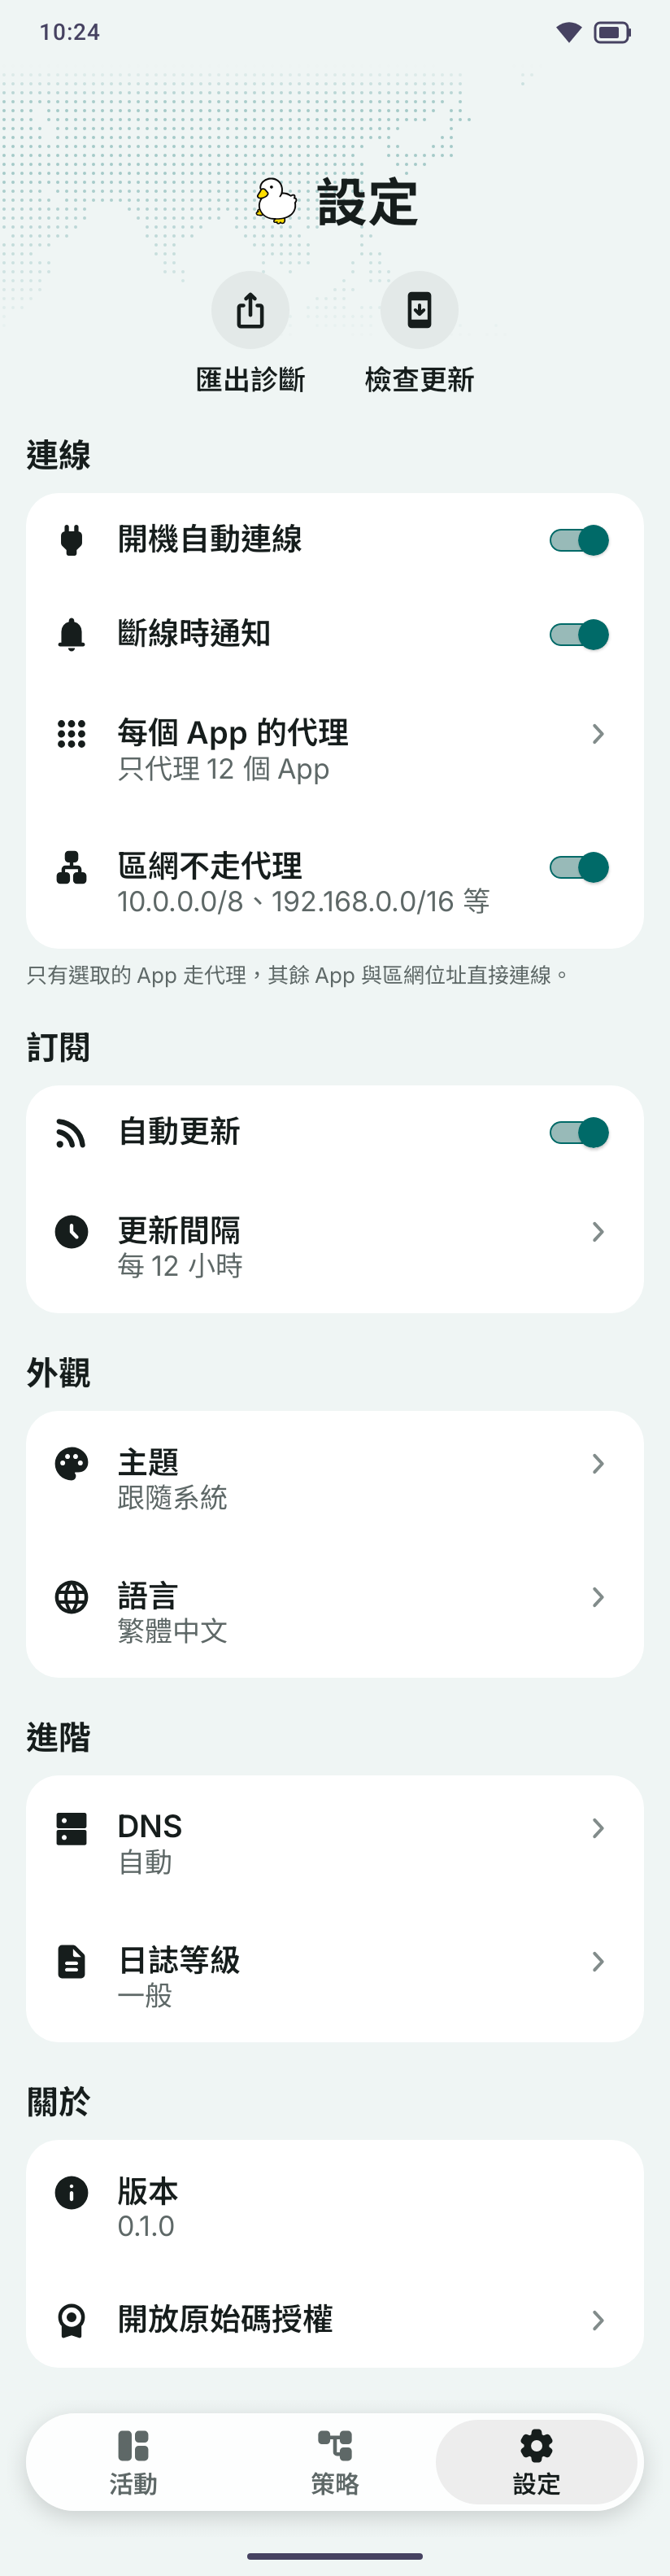 10:24
設定
匯出診斷
檢查更新
連線
開機自動連線
斷線時通知
每個 App 的代理
只代理 12 個 App
區網不走代理
10.0.0.0/8、192.168.0.0/16 等
只有選取的 App 走代理，其餘 App 與區網位址直接連線。
訂閱
自動更新
更新間隔
每 12 小時
外觀
主題
跟隨系統
語言
繁體中文
進階
DNS
自動
日誌等級
一般
關於
版本
0.1.0
開放原始碼授權
活動
策略
設定